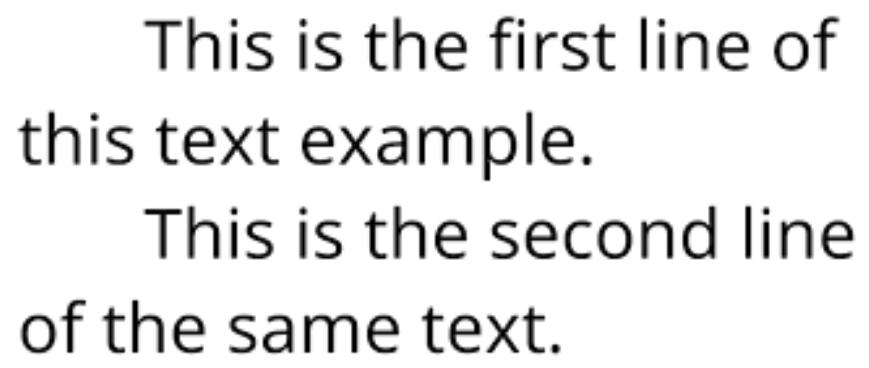 This is the first line of
this text example.
This is the second line
of the same text.